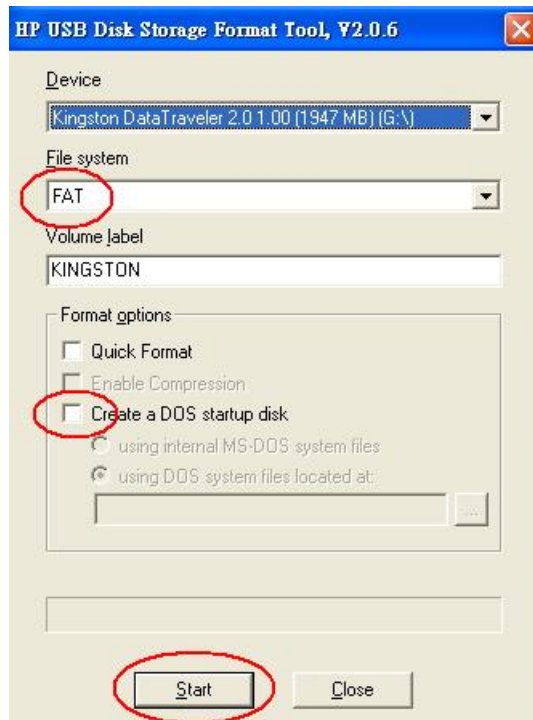 HP USB Disk Storage Format Tool, V2.0.6
Device
Kingston DataTraveler 2.0 1.00 (1947 MB) (G:\)
File system
FAT
Volume label
KINGSTON
Format options
Quick Format
Enable Compression
Create a DOS startup disk
using internal MS-DOS system files
using DOS system files located at:
...
Start
Close